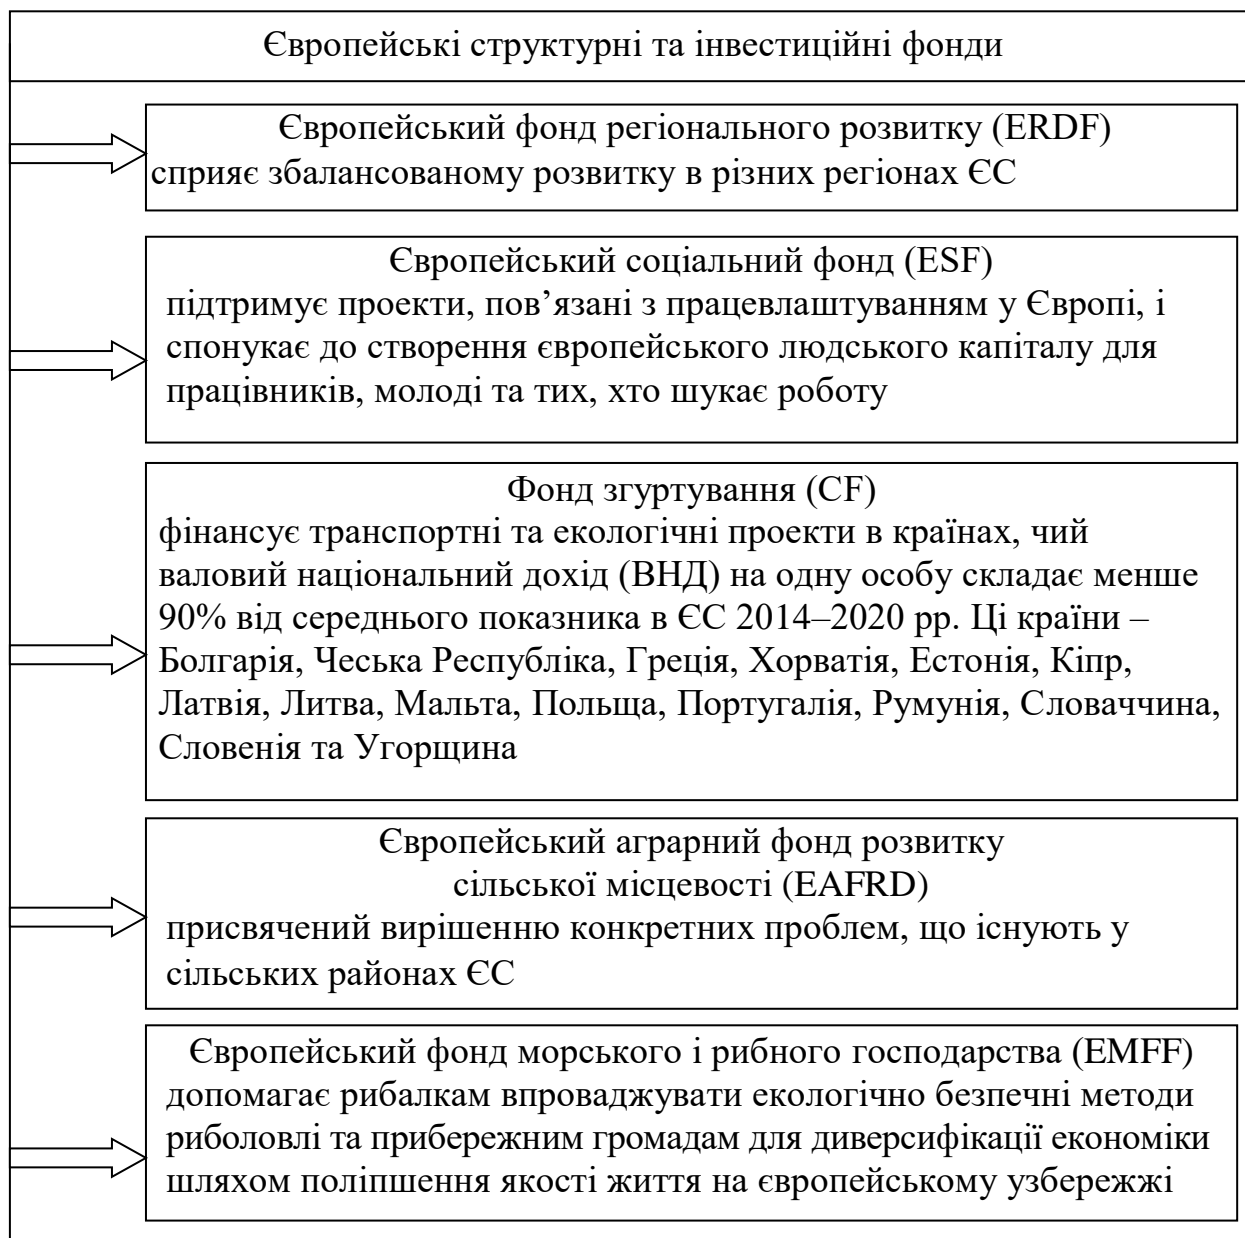 Європейські структурні та інвестиційні фонди
Європейський фонд регіонального розвитку (ERDF)
сприяє збалансованому розвитку в різних регіонах ЄС
Європейський соціальний фонд (ESF)
підтримує проекти, пов’язані з працевлаштуванням у Європі, і
спонукає до створення європейського людського капіталу для
працівників, молоді та тих, хто шукає роботу
Фонд згуртування (CF)
фінансує транспортні та екологічні проекти в країнах, чий
валовий національний дохід (ВНД) на одну особу складає менше
90% від середнього показника в ЄС 2014–2020 рр. Ці країни –
Болгарія, Чеська Республіка, Греція, Хорватія, Естонія, Кіпр,
Латвія, Литва, Мальта, Польща, Португалія, Румунія, Словаччина,
Словенія та Угорщина
Європейський аграрний фонд розвитку
сільської місцевості (EAFRD)
присвячений вирішенню конкретних проблем, що існують у
сільських районах ЄС
Європейський фонд морського і рибного господарства (EMFF)
допомагає рибалкам впроваджувати екологічно безпечні методи
риболовлі та прибережним громадам для диверсифікації економіки
шляхом поліпшення якості життя на європейському узбережжі